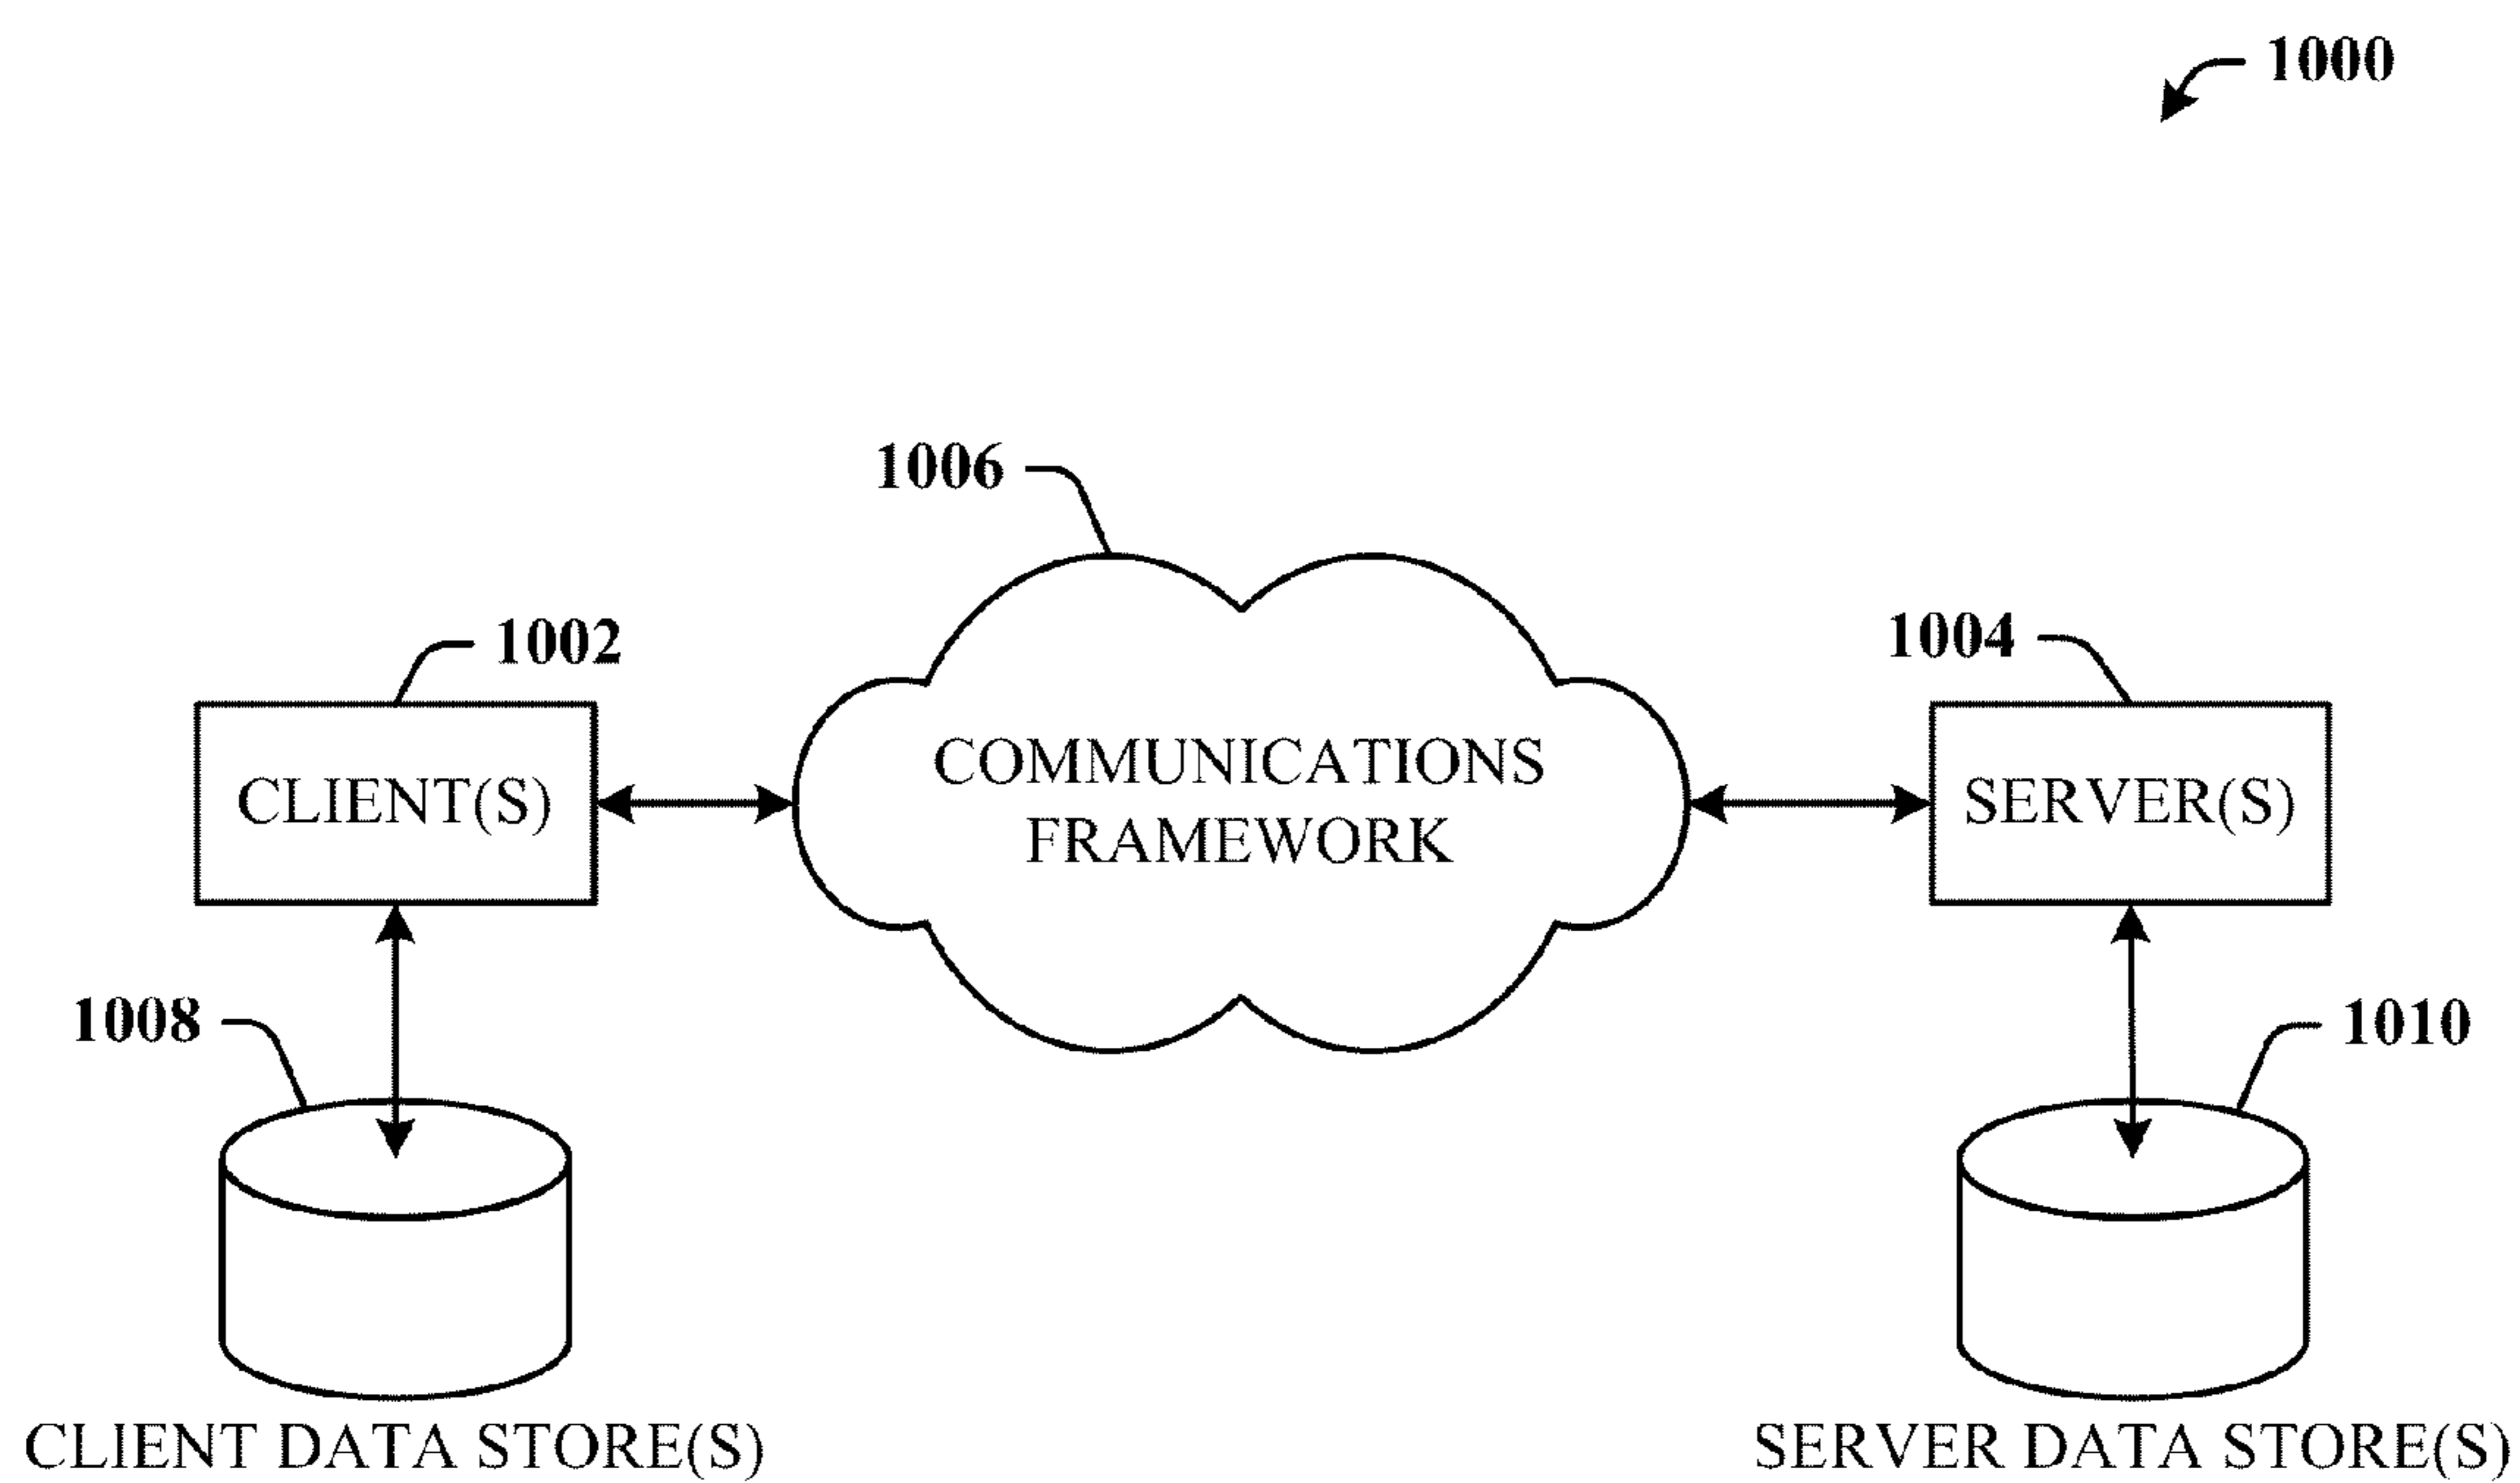 1000
1006
1002
1004
COMMUNICATIONS
FRAMEWORK
CLIENT(S)
SERVER(S)
1008
1010
CLIENT DATA STORE(S)
SERVER DATA STORE(S)